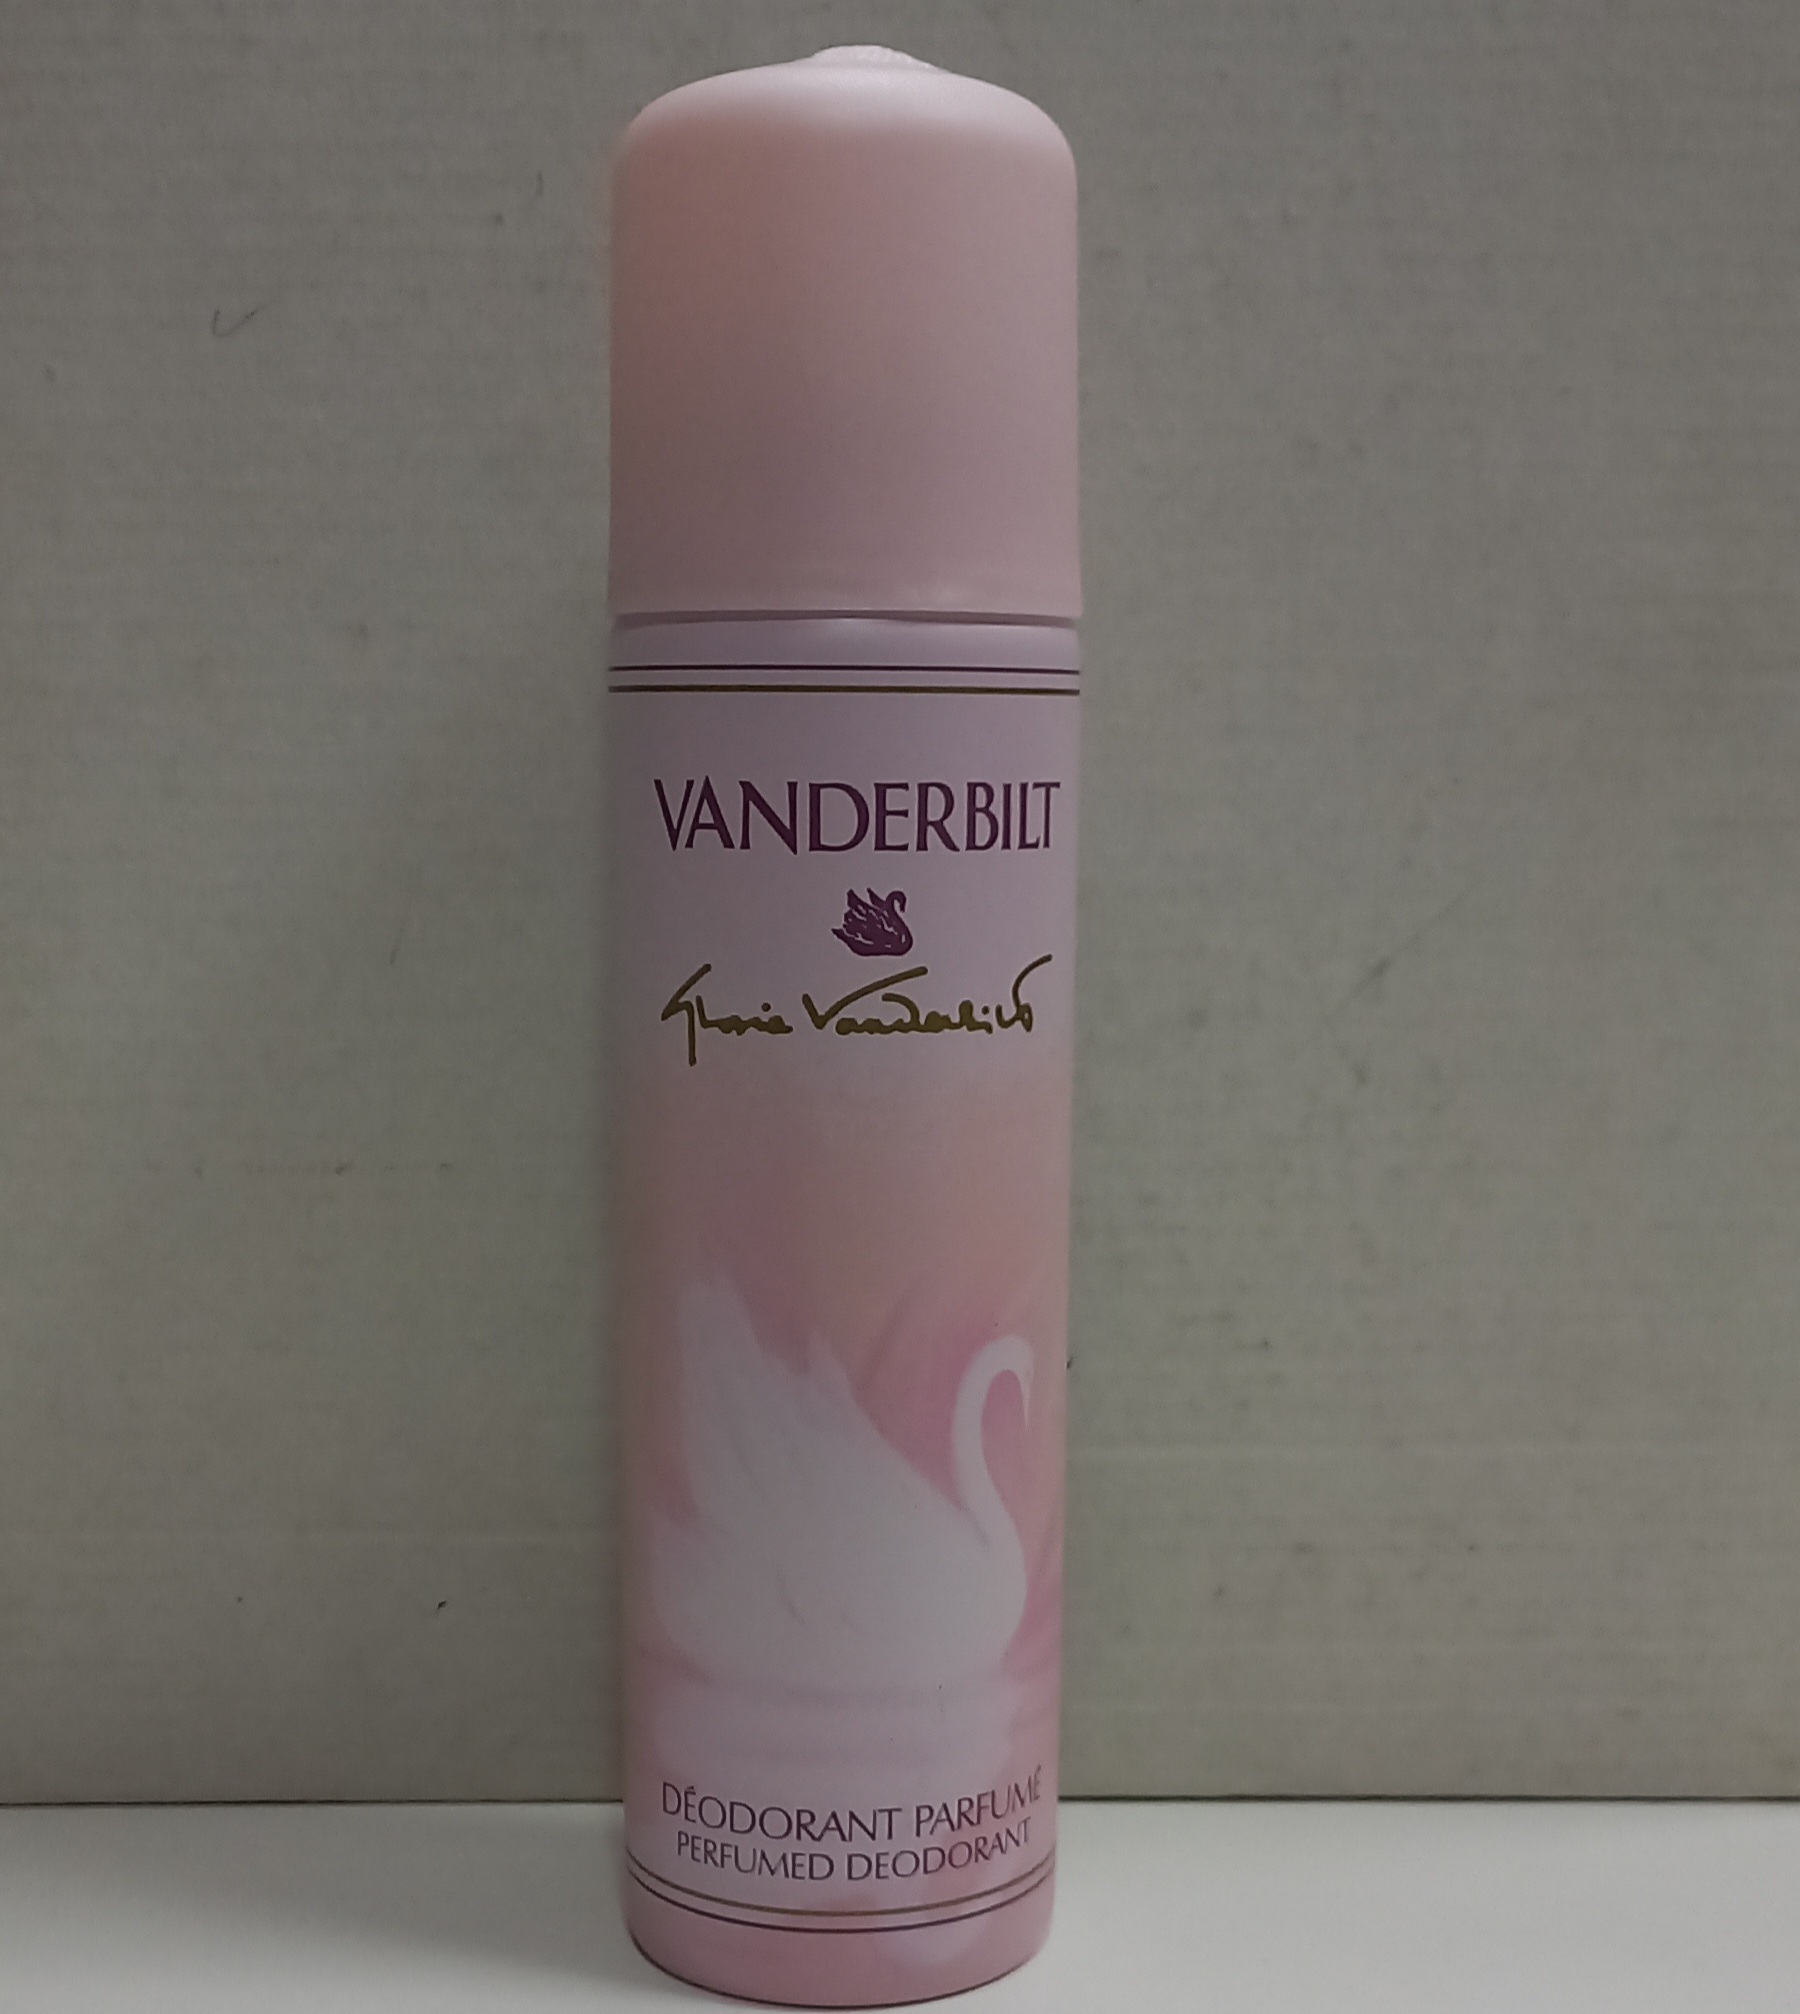 VANDERBILT
Gloria Vanderbilt
DÉODORANT PARFUMÉ
PERFUMED DEODORANT